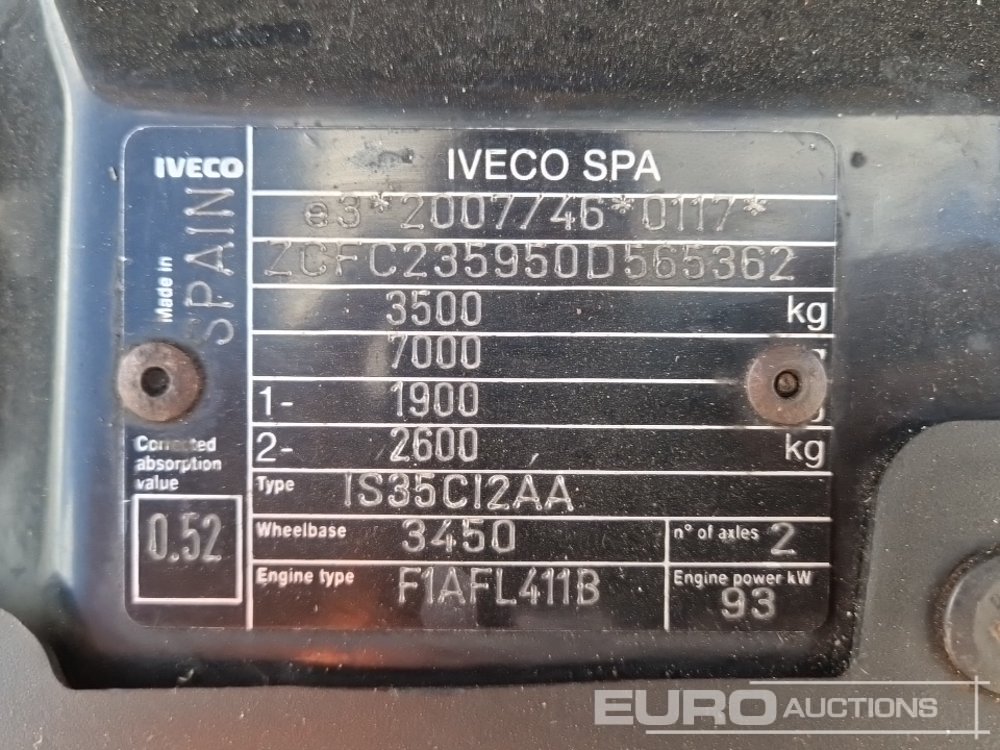 IVECO
IVECO SPA
Made in
SPAIN
e3*2007/46*0117*
ZCFC235950D565362
3500 kg
7000
1- 1900
2- 2600 kg
Corrected
absorption
value
0.52
Type IS35CI2AA
Wheelbase 3450
n° of axles 2
Engine type F1AFL411B
Engine power kW
93
EURO AUCTIONS